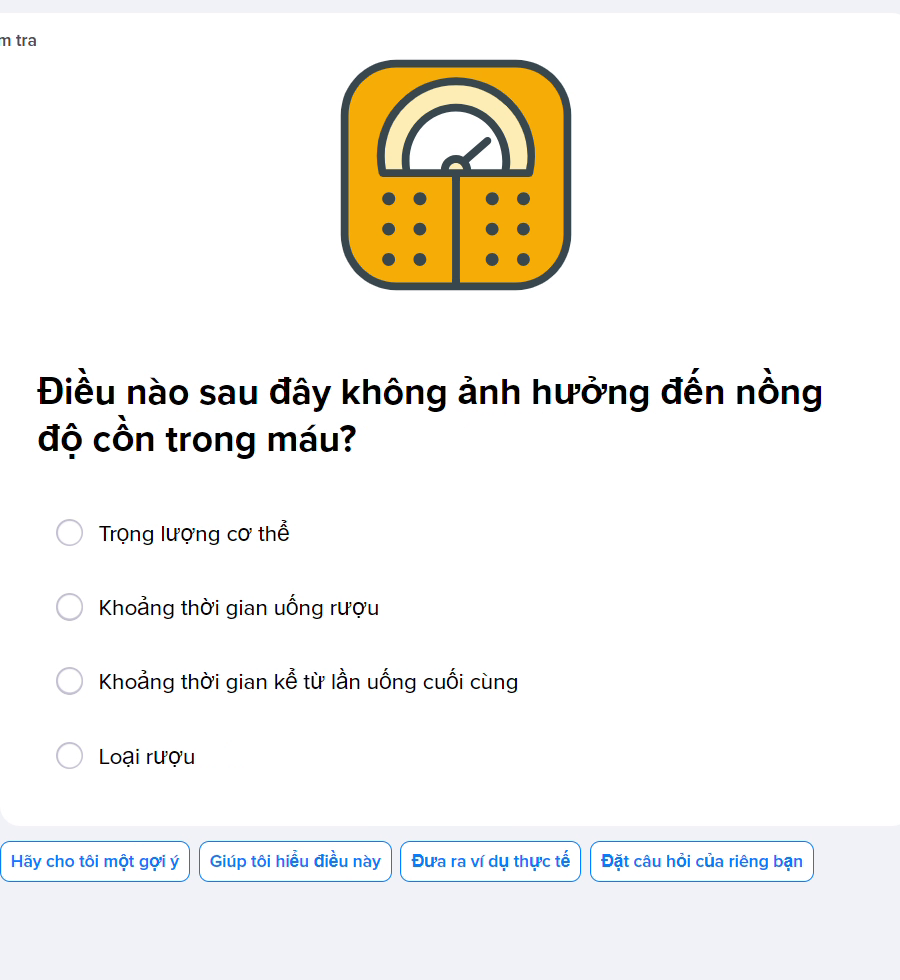 m tra
Điều nào sau đây không ảnh hưởng đến nồng
độ cồn trong máu?
Trọng lượng cơ thể
Khoảng thời gian uống rượu
Khoảng thời gian kể từ lần uống cuối cùng
Loại rượu
Hãy cho tôi một gợi ý
Giúp tôi hiểu điều này
Đưa ra ví dụ thực tế
Đặt câu hỏi của riêng bạn